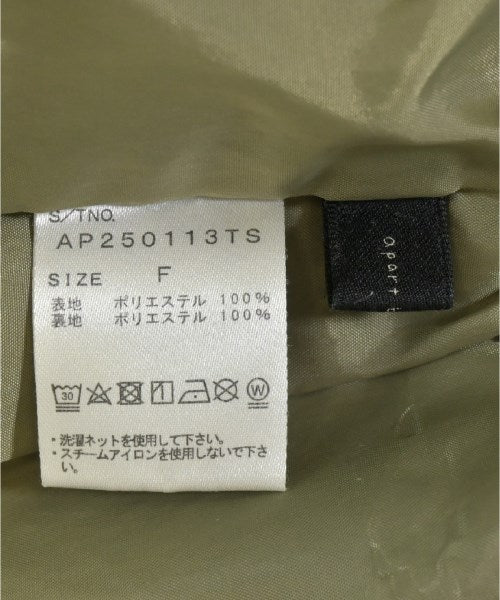 S/TNO.
AP250113TS
SIZE F
表地 ポリエステル 100%
裏地 ポリエステル 100%
30 W
・洗濯ネットを使用して下さい。
・スチームアイロンを使用しないで下さい
apart